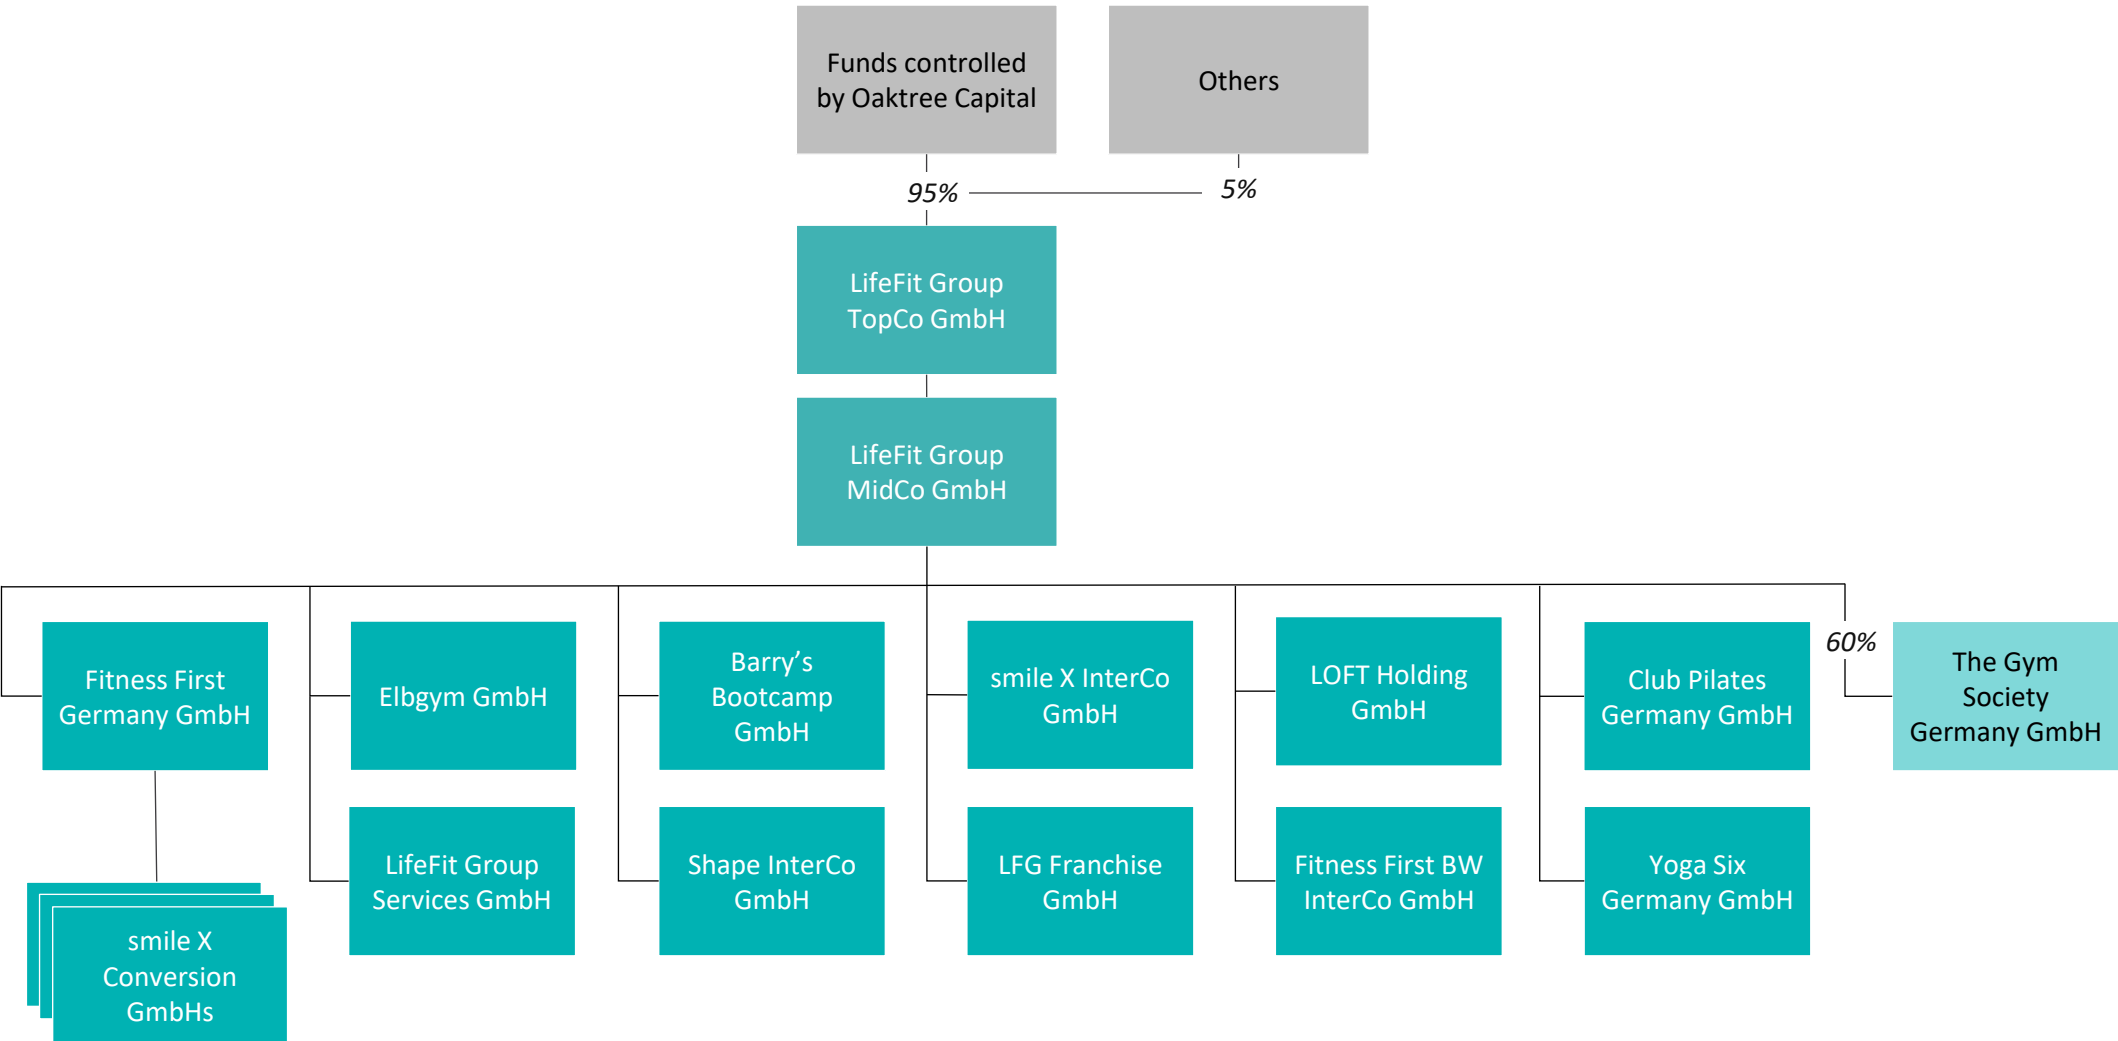 Funds controlled
by Oaktree Capital
Others
95%
5%
LifeFit Group
TopCo GmbH
LifeFit Group
MidCo GmbH
Fitness First
Germany GmbH
Elbgym GmbH
Barry’s
Bootcamp
GmbH
smile X InterCo
GmbH
LOFT Holding
GmbH
Club Pilates
Germany GmbH
60%
The Gym
Society
Germany GmbH
smile X
Conversion
GmbHs
LifeFit Group
Services GmbH
Shape InterCo
GmbH
LFG Franchise
GmbH
Fitness First BW
InterCo GmbH
Yoga Six
Germany GmbH